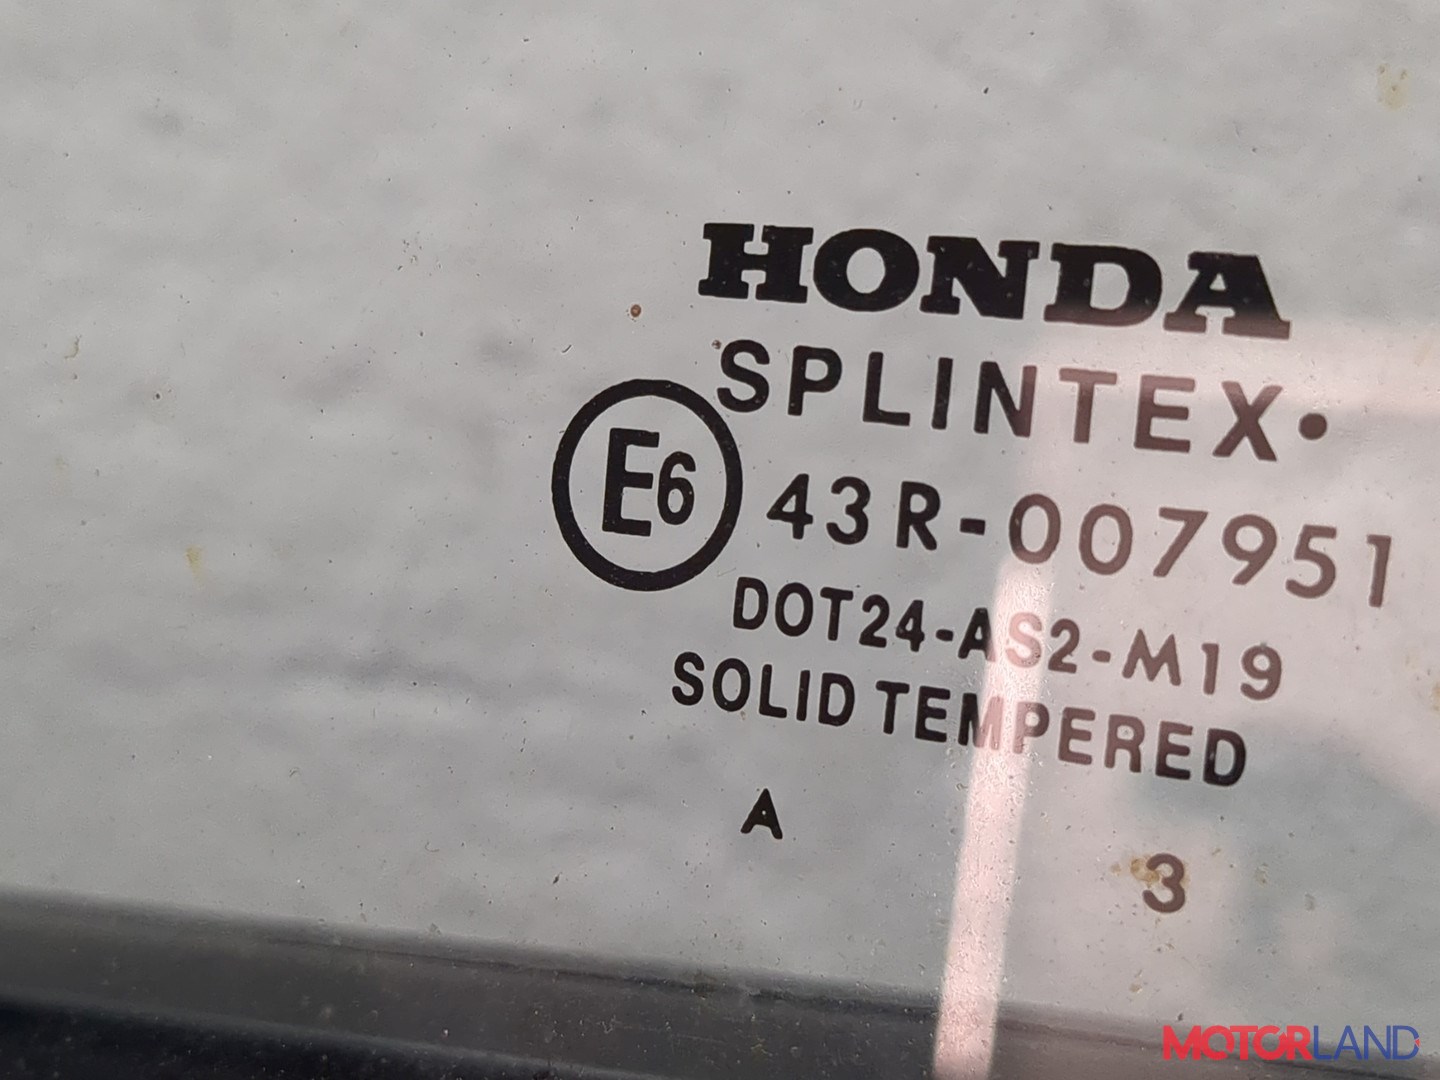 HONDA
SPLINTEX•
E6 43R-007951
DOT24-AS2-M19
SOLID TEMPERED
A
3
MOTORLAND